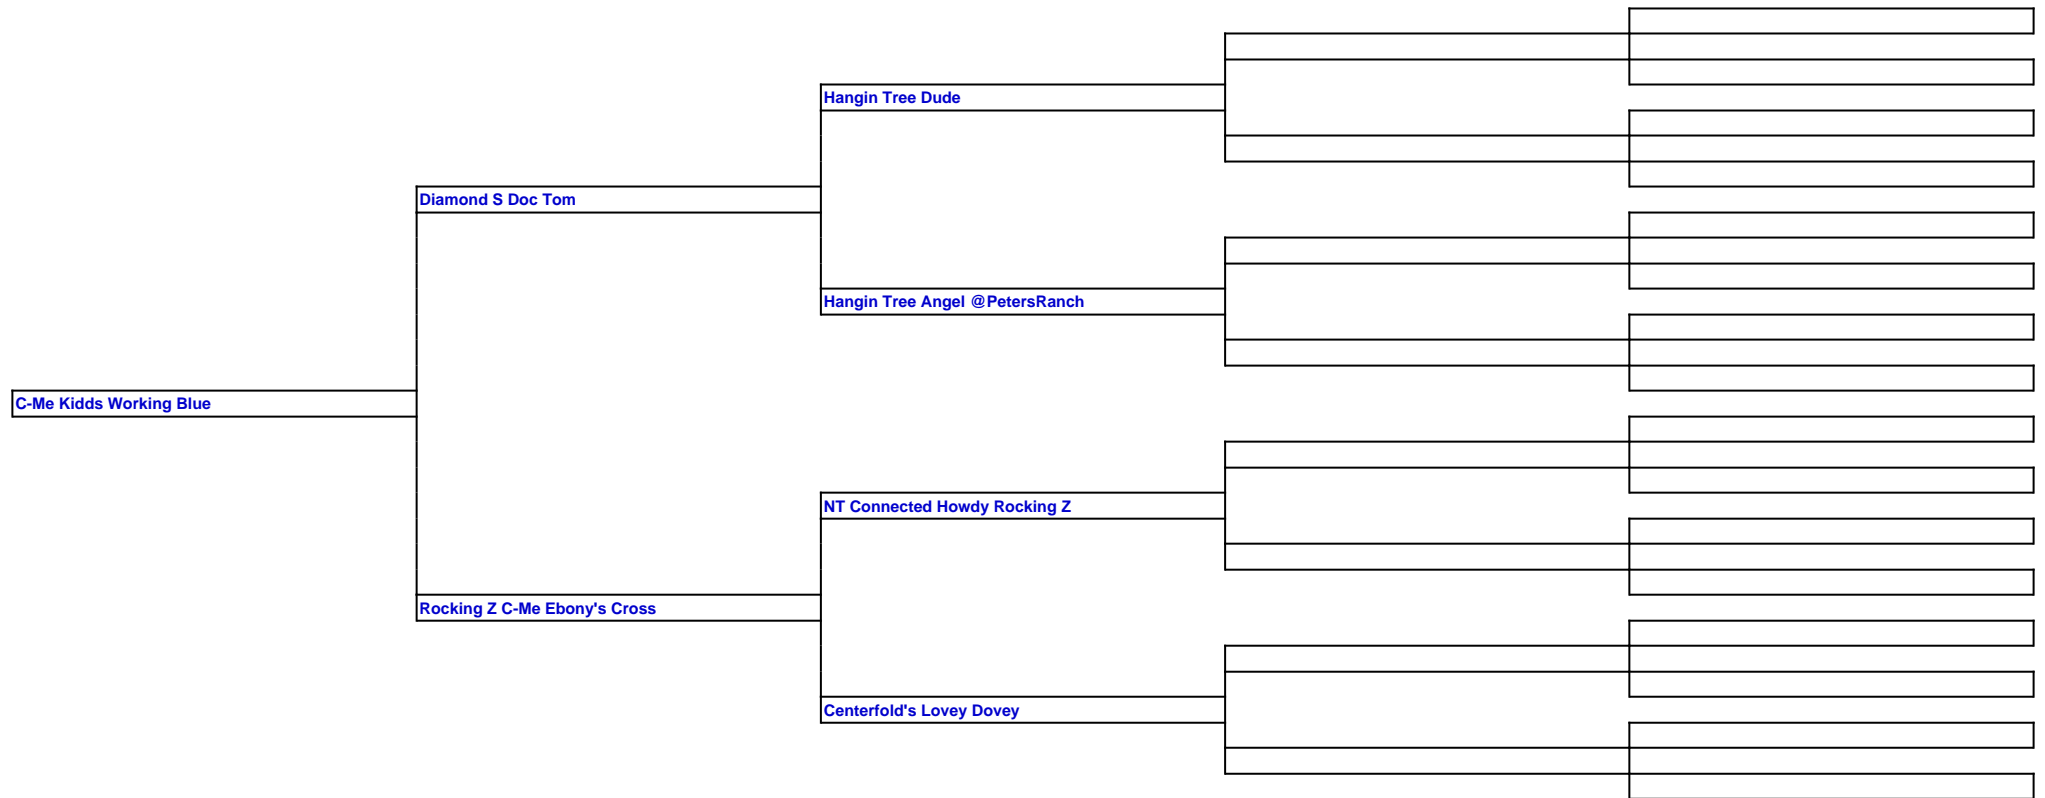 Hangin Tree Dude
Diamond S Doc Tom
Hangin Tree Angel @PetersRanch
C-Me Kidds Working Blue
NT Connected Howdy Rocking Z
Rocking Z C-Me Ebony's Cross
Centerfold's Lovey Dovey